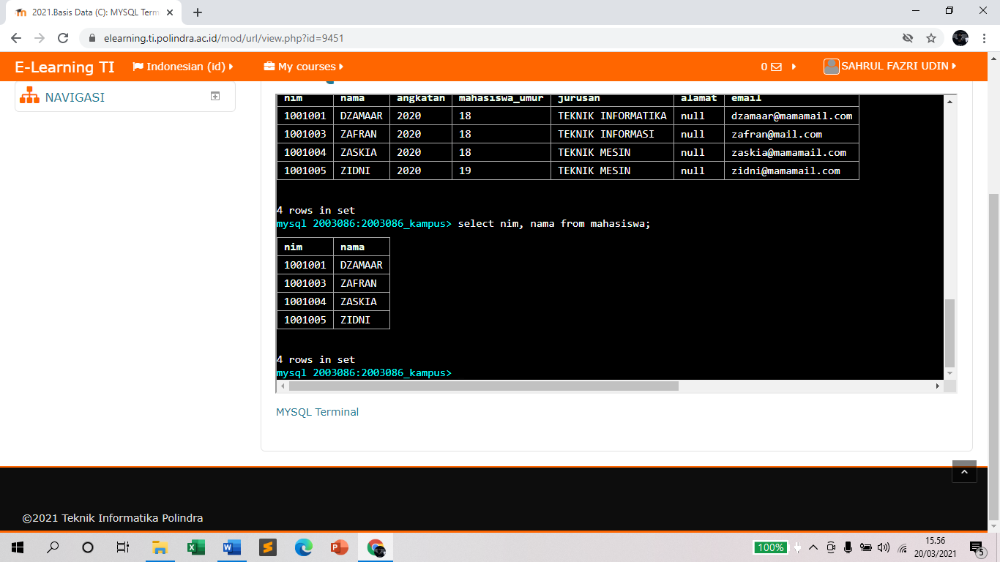 2021.Basis Data (C): MYSQL Term
elearning.ti.polindra.ac.id/mod/url/view.php?id=9451
E-Learning TI Indonesian (id) My courses 0 SAHRUL FAZRI UDIN
NAVIGASI
nim nama angkatan mahasiswa_umur jurusan alamat email
1001001 DZAMAAR 2020 18 TEKNIK INFORMATIKA null dzamaar@mamamail.com
1001003 ZAFRAN 2020 18 TEKNIK INFORMASI null zafran@mail.com
1001004 ZASKIA 2020 18 TEKNIK MESIN null zaskia@mamamail.com
1001005 ZIDNI 2020 19 TEKNIK MESIN null zidni@mamamail.com
4 rows in set
mysql 2003086:2003086_kampus> select nim, nama from mahasiswa;
nim nama
1001001 DZAMAAR
1001003 ZAFRAN
1001004 ZASKIA
1001005 ZIDNI
4 rows in set
mysql 2003086:2003086_kampus>
MYSQL Terminal
©2021 Teknik Informatika Polindra
100% 15.56
20/03/2021 5